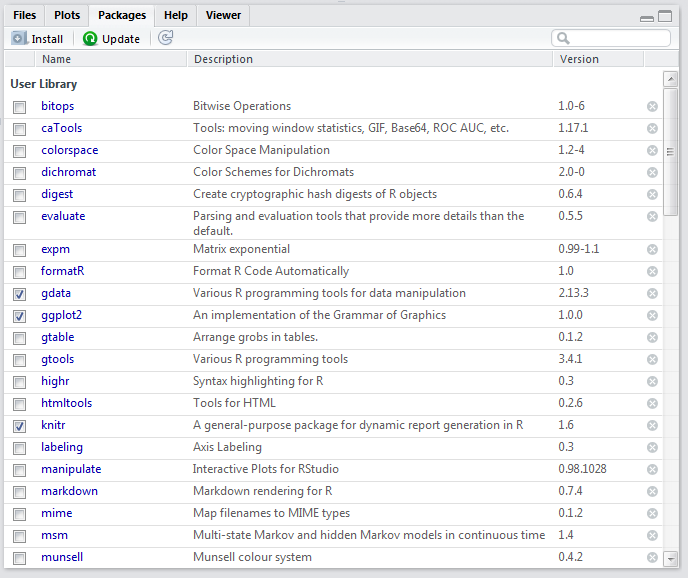 Files Plots Packages Help Viewer
Install Update
Name Description Version
User Library
bitops Bitwise Operations 1.0-6
caTools Tools: moving window statistics, GIF, Base64, ROC AUC, etc. 1.17.1
colorspace Color Space Manipulation 1.2-4
dichromat Color Schemes for Dichromats 2.0-0
digest Create cryptographic hash digests of R objects 0.6.4
evaluate Parsing and evaluation tools that provide more details than the 0.5.5
default.
expm Matrix exponential 0.99-1.1
formatR Format R Code Automatically 1.0
gdata Various R programming tools for data manipulation 2.13.3
ggplot2 An implementation of the Grammar of Graphics 1.0.0
gtable Arrange grobs in tables. 0.1.2
gtools Various R programming tools 3.4.1
highr Syntax highlighting for R 0.3
htmltools Tools for HTML 0.2.6
knitr A general-purpose package for dynamic report generation in R 1.6
labeling Axis Labeling 0.3
manipulate Interactive Plots for RStudio 0.98.1028
markdown Markdown rendering for R 0.7.4
mime Map filenames to MIME types 0.1.2
msm Multi-state Markov and hidden Markov models in continuous time 1.4
munsell Munsell colour system 0.4.2